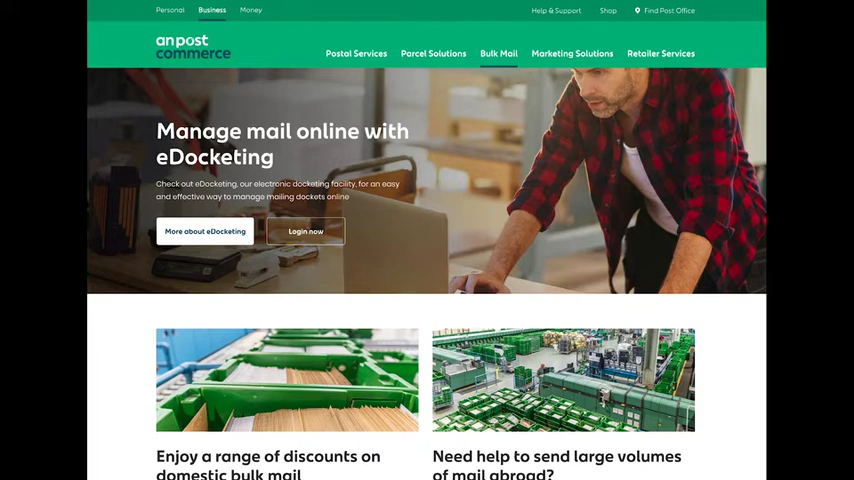 Personal Business Money Help & Support Shop Find Post Office
an post
commerce
Postal Services Parcel Solutions Bulk Mail Marketing Solutions Retailer Services
Manage mail online with
eDocketing
Check out eDocketing, our electronic docketing facility, for an easy
and effective way to manage mailing dockets online
More about eDocketing Login now
Enjoy a range of discounts on
domestic bulk mail
Need help to send large volumes
of mail abroad?